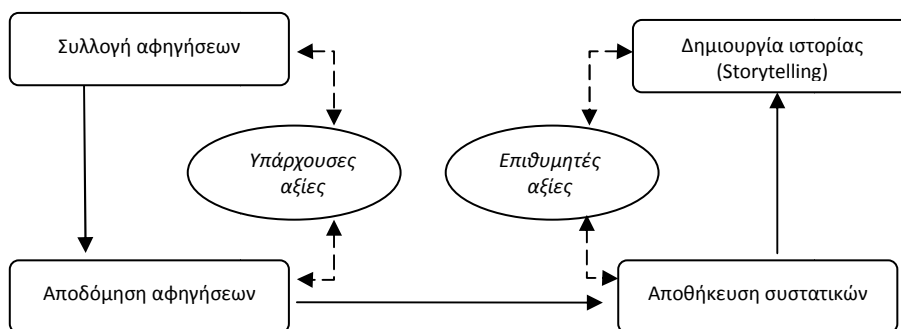 Συλλογή αφηγήσεων
Δημιουργία ιστορίας
(Storytelling)
Υπάρχουσες
αξίες
Επιθυμητές
αξίες
Αποδόμηση αφηγήσεων
Αποθήκευση συστατικών